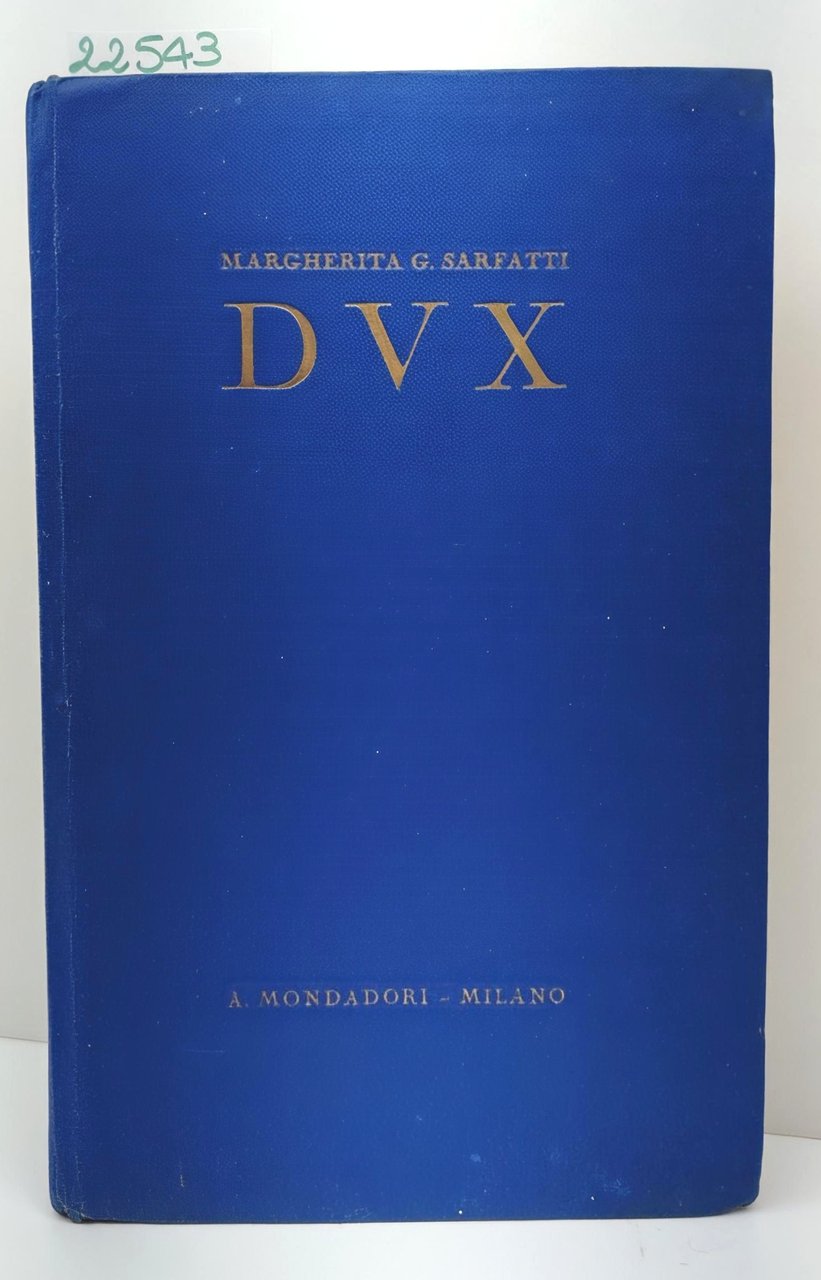 22543
MARGHERITA G. SARFATTI
DVX
A. MONDADORI - MILANO